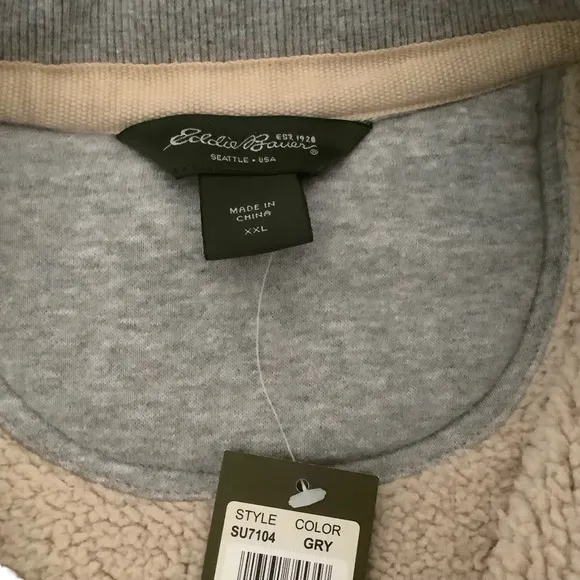 Eddie Bauer® EST. 1920
SEATTLE • USA
MADE IN
CHINA
XXL
STYLE COLOR
SU7104 GRY